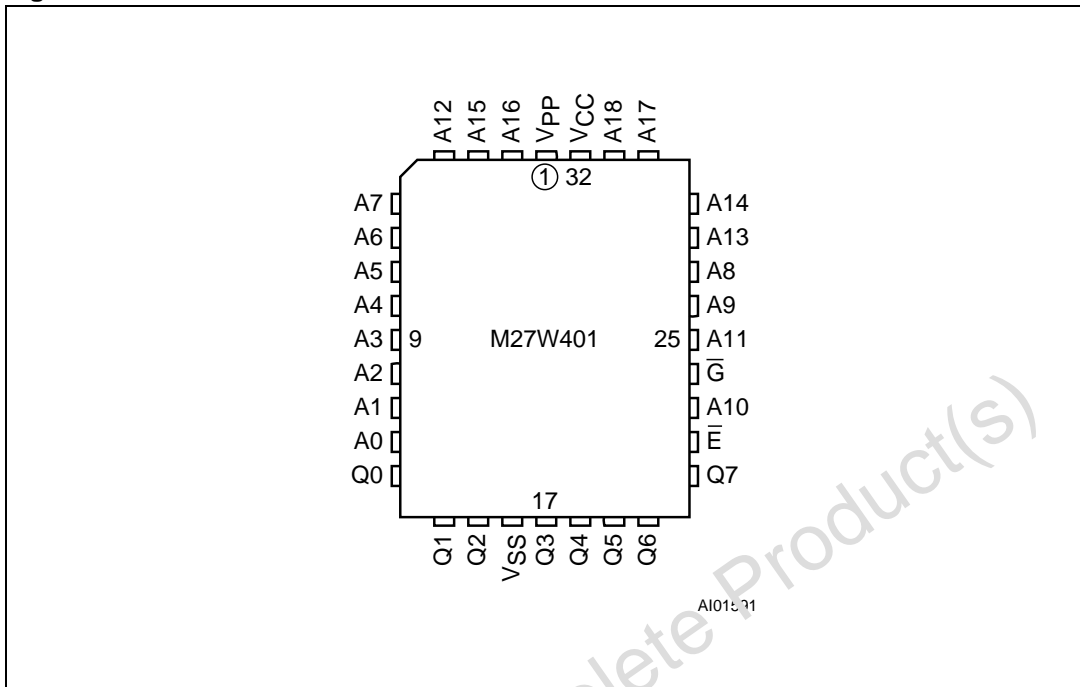 A12 A15 A16 VPP VCC A18 A17
1 32
A7 A14
A6 A13
A5 A8
A4 A9
A3 9 M27W401 25 A11
A2 G̅
A1 A10
A0 E̅
Q0 Q7
17
Q1 Q2 VSS Q3 Q4 Q5 Q6
lete Product(s)